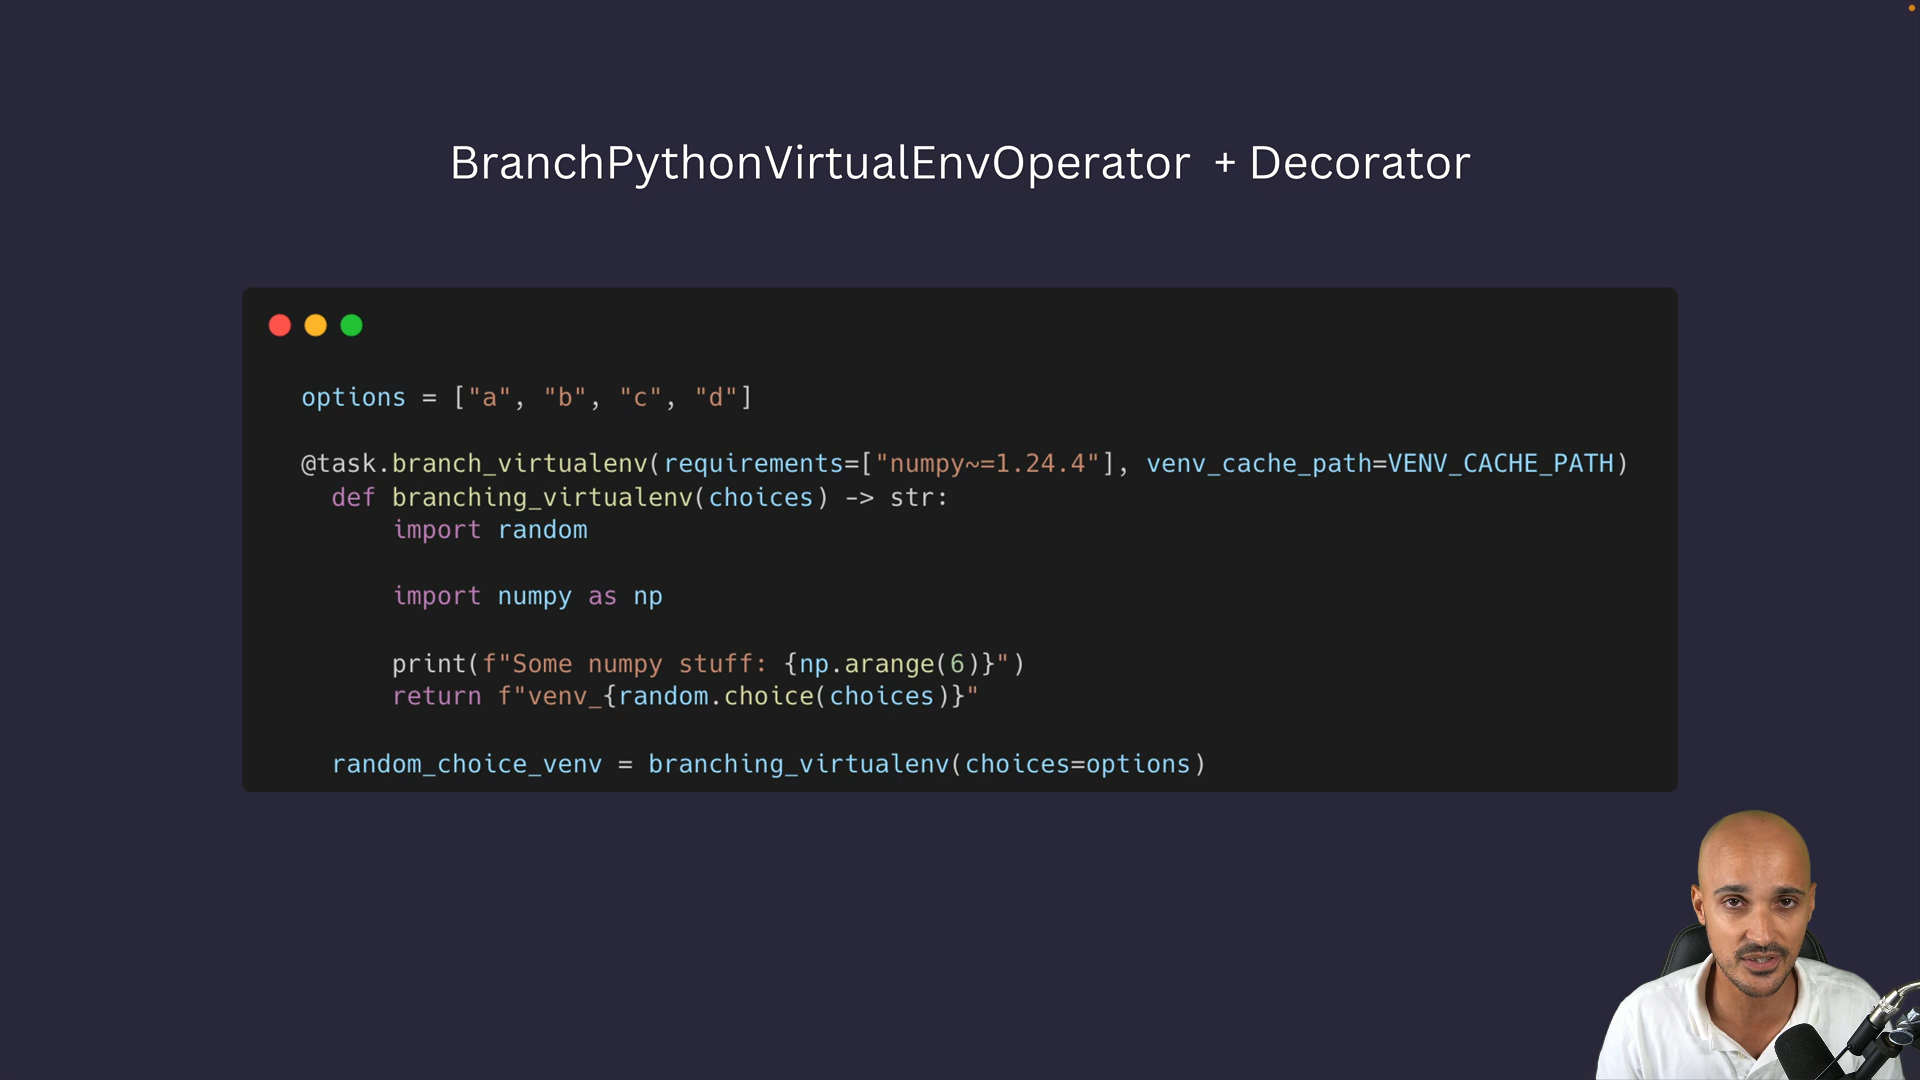 BranchPythonVirtualEnvOperator + Decorator
options = ["a", "b", "c", "d"]
@task.branch_virtualenv(requirements=["numpy~=1.24.4"], venv_cache_path=VENV_CACHE_PATH)
def branching_virtualenv(choices) -> str:
import random
import numpy as np
print(f"Some numpy stuff: {np.arange(6)}")
return f"venv_{random.choice(choices)}"
random_choice_venv = branching_virtualenv(choices=options)